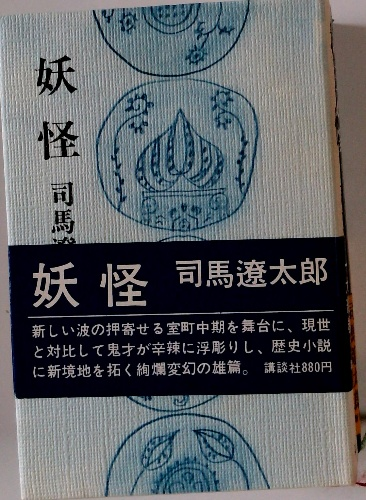 妖怪
司馬遼
妖怪 司馬遼太郎
新しい波の押寄せる室町中期を舞台に、現世
と対比して鬼才が辛辣に浮彫りし、歴史小説
に新境地を拓く絢爛変幻の雄篇。 講談社880円